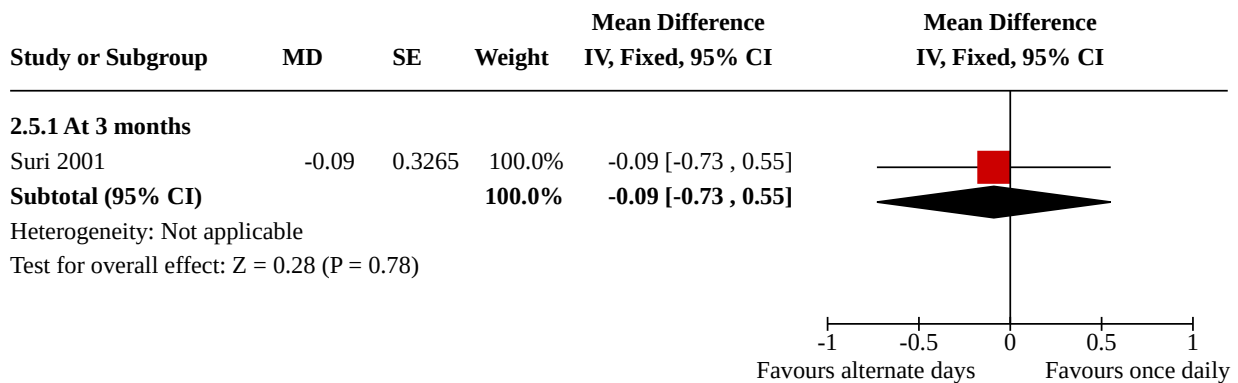 Mean Difference Mean Difference
Study or Subgroup MD SE Weight IV, Fixed, 95% CI IV, Fixed, 95% CI
2.5.1 At 3 months
Suri 2001 -0.09 0.3265 100.0% -0.09 [-0.73 , 0.55]
Subtotal (95% CI) 100.0% -0.09 [-0.73 , 0.55]
Heterogeneity: Not applicable
Test for overall effect: Z = 0.28 (P = 0.78)
-1 -0.5 0 0.5 1
Favours alternate days Favours once daily